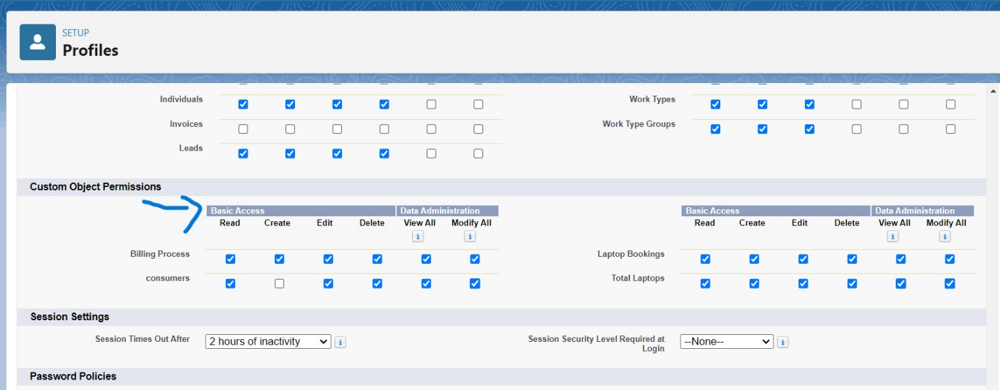 SETUP
Profiles
Individuals
Work Types
Invoices
Work Type Groups
Leads
Custom Object Permissions
Basic Access Data Administration Basic Access Data Administration
Read Create Edit Delete View All Modify All Read Create Edit Delete View All Modify All
i i i i
Billing Process Laptop Bookings
consumers Total Laptops
Session Settings
Session Times Out After 2 hours of inactivity i Session Security Level Required at
Login --None-- i
Password Policies